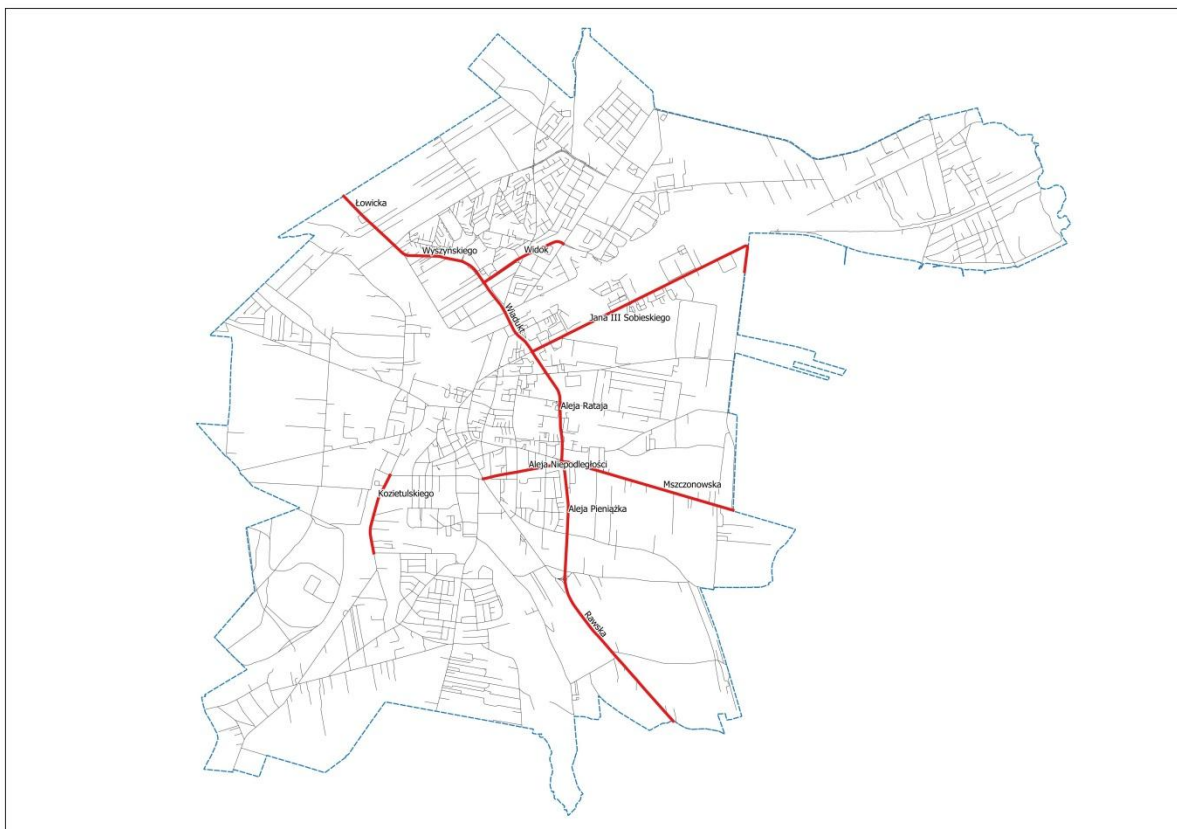 Łowicka
Wyszyńskiego
Widok
Wiadukt
Jana III Sobieskiego
Aleja Rataja
Aleja Niepodległości
Mszczonowska
Kozietulskiego
Aleja Pieniążka
Rawska